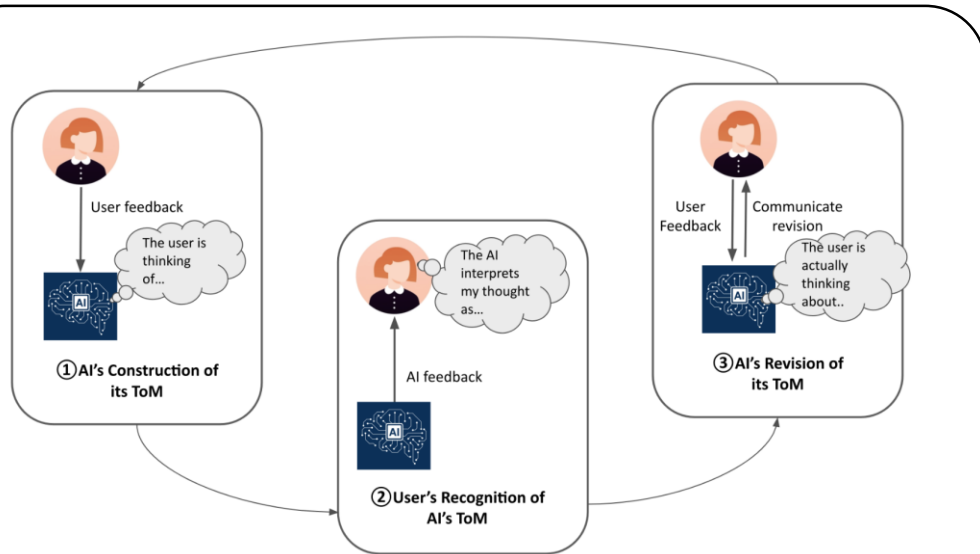 User feedback
The user is
thinking
of...
AI
①AI's Construction of
its ToM
The AI
interprets
my thought
as...
AI feedback
AI
②User's Recognition of
AI's ToM
User
Feedback
Communicate
revision
The user is
actually
thinking
about..
AI
③AI's Revision of
its ToM